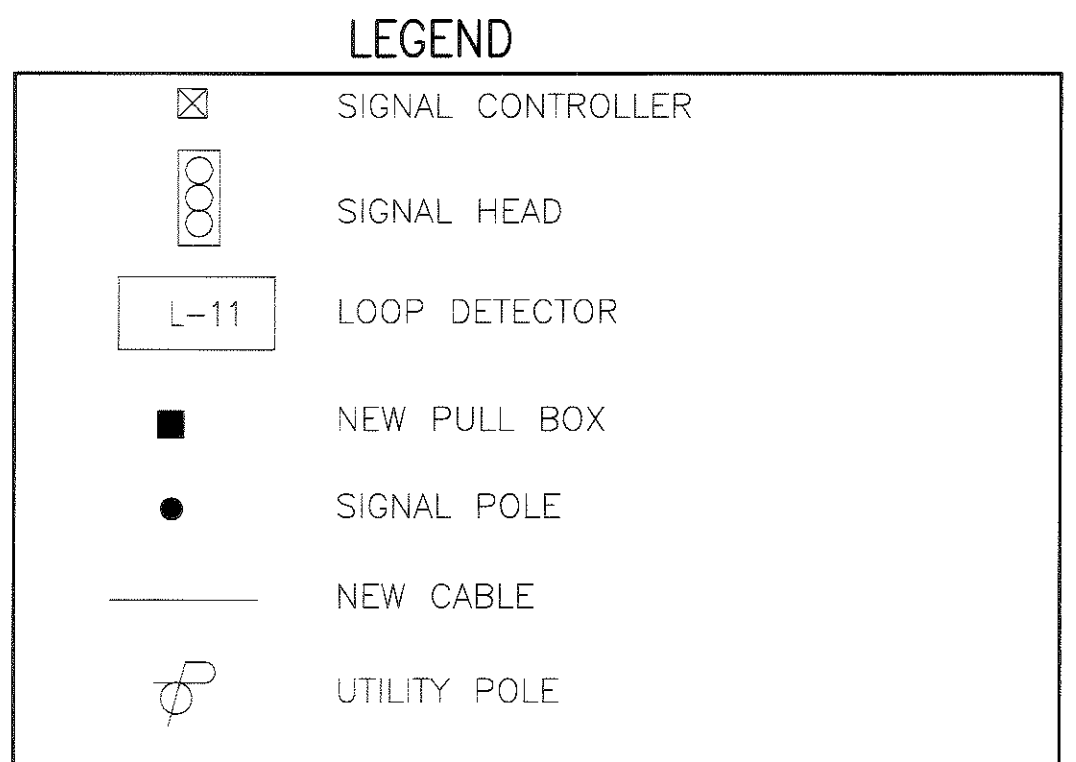 LEGEND
SIGNAL CONTROLLER
SIGNAL HEAD
L-11 LOOP DETECTOR
NEW PULL BOX
SIGNAL POLE
NEW CABLE
UTILITY POLE